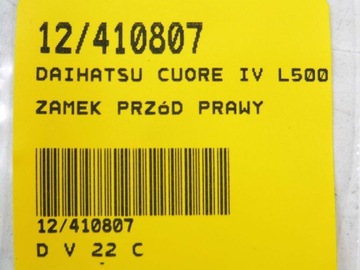 12/410807
DAIHATSU CUORE IV L500
ZAMEK PRZóD PRAWY
12/410807
D V 22 C